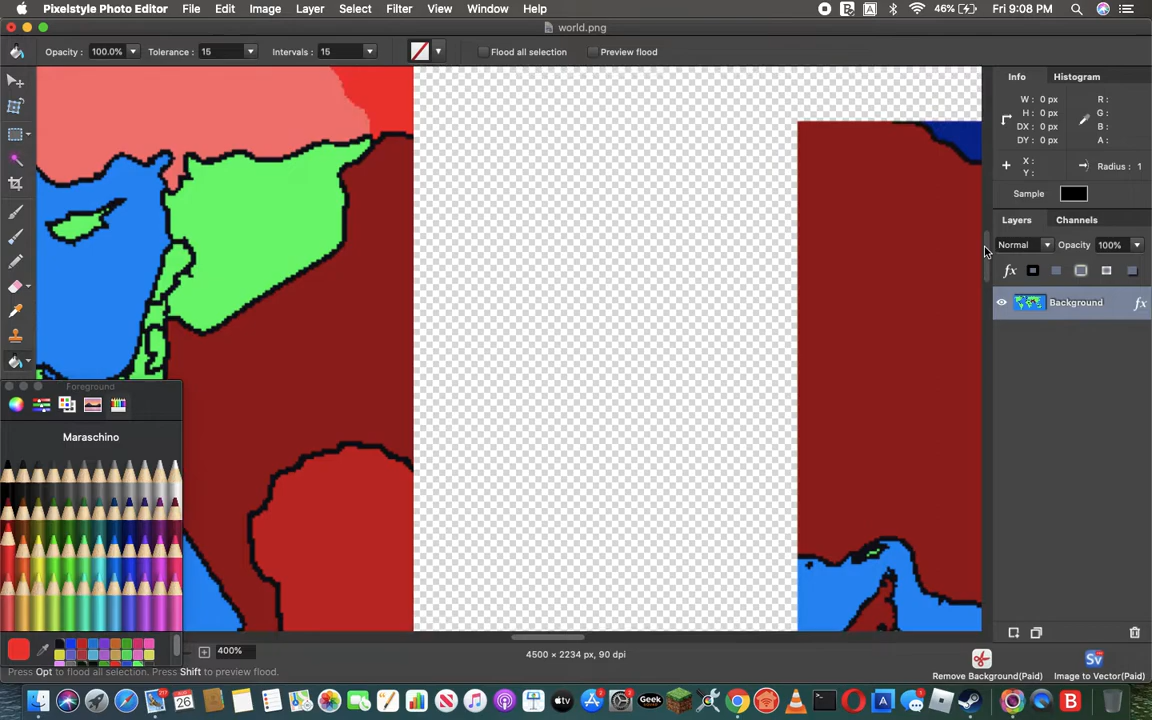 Pixelstyle Photo Editor File Edit Image Layer Select Filter View Window Help 46% Fri 9:08 PM
world.png
Opacity : 100.0% Tolerance : 15 Intervals : 15 Flood all selection Preview flood
Info Histogram
W : 0 px R :
H : 0 px G :
DX : 0 px B :
DY : 0 px A :
X : Radius : 1
Y :
Sample
Layers Channels
Normal Opacity 100%
fx
Background fx
Foreground
Maraschino
400%
4500 × 2234 px, 90 dpi
Press Opt to flood all selection. Press Shift to preview flood.
Remove Background(Paid) Sv Image to Vector(Paid)